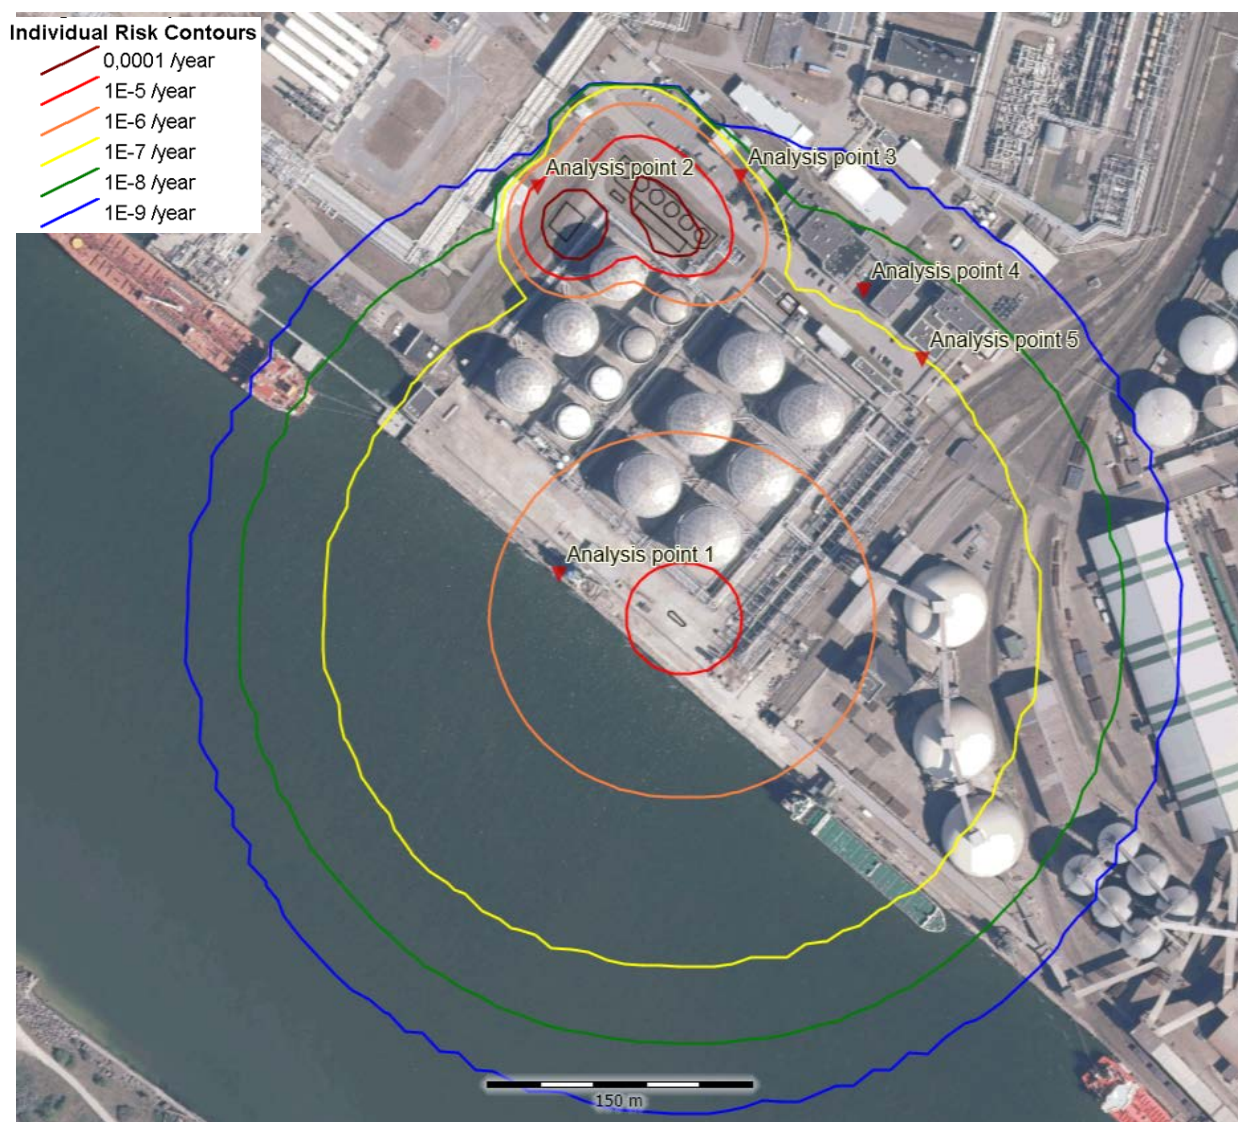 Individual Risk Contours
0,0001 /year
1E-5 /year
1E-6 /year
1E-7 /year
1E-8 /year
1E-9 /year
Analysis point 3
Analysis point 2
Analysis point 4
Analysis point 5
Analysis point 1
150 m